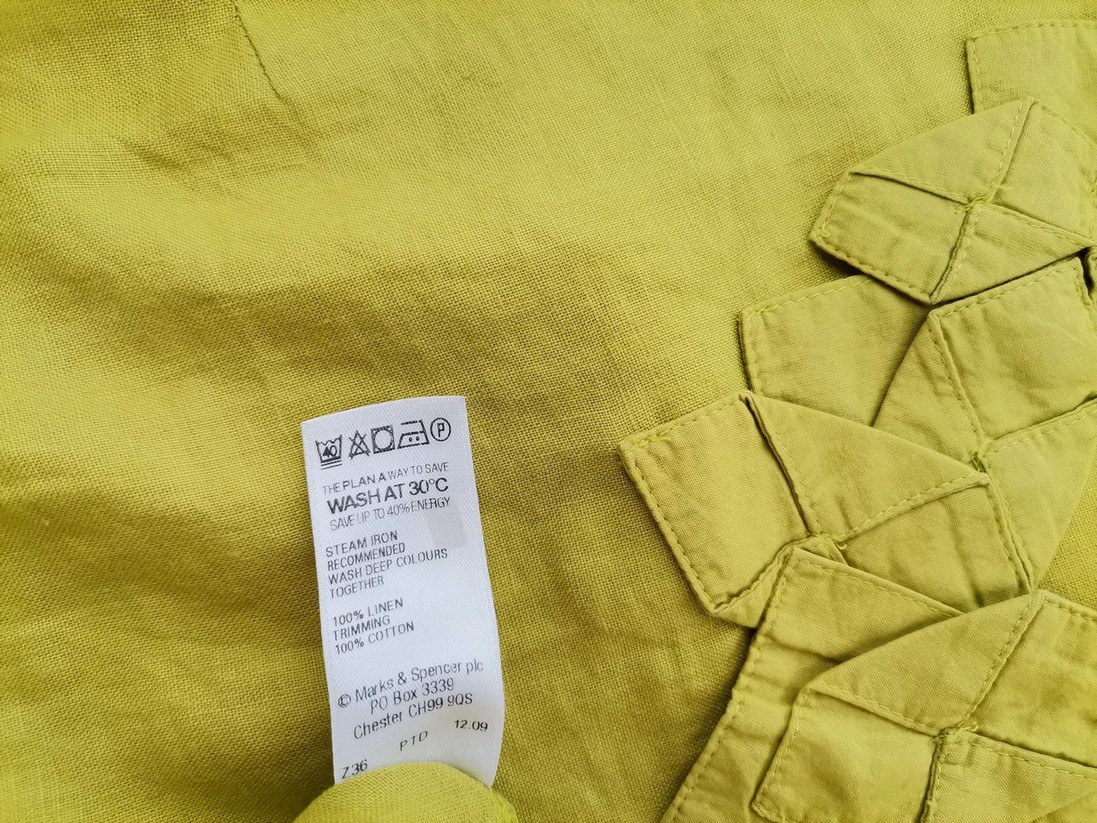 40 P
THE PLAN A WAY TO SAVE
WASH AT 30°C
SAVE UP TO 40% ENERGY
STEAM IRON
RECOMMENDED
WASH DEEP COLOURS
TOGETHER
100% LINEN
TRIMMING
100% COTTON
© Marks & Spencer plc
PO Box 3339
Chester CH99 9QS
12.09
PTD
Z36